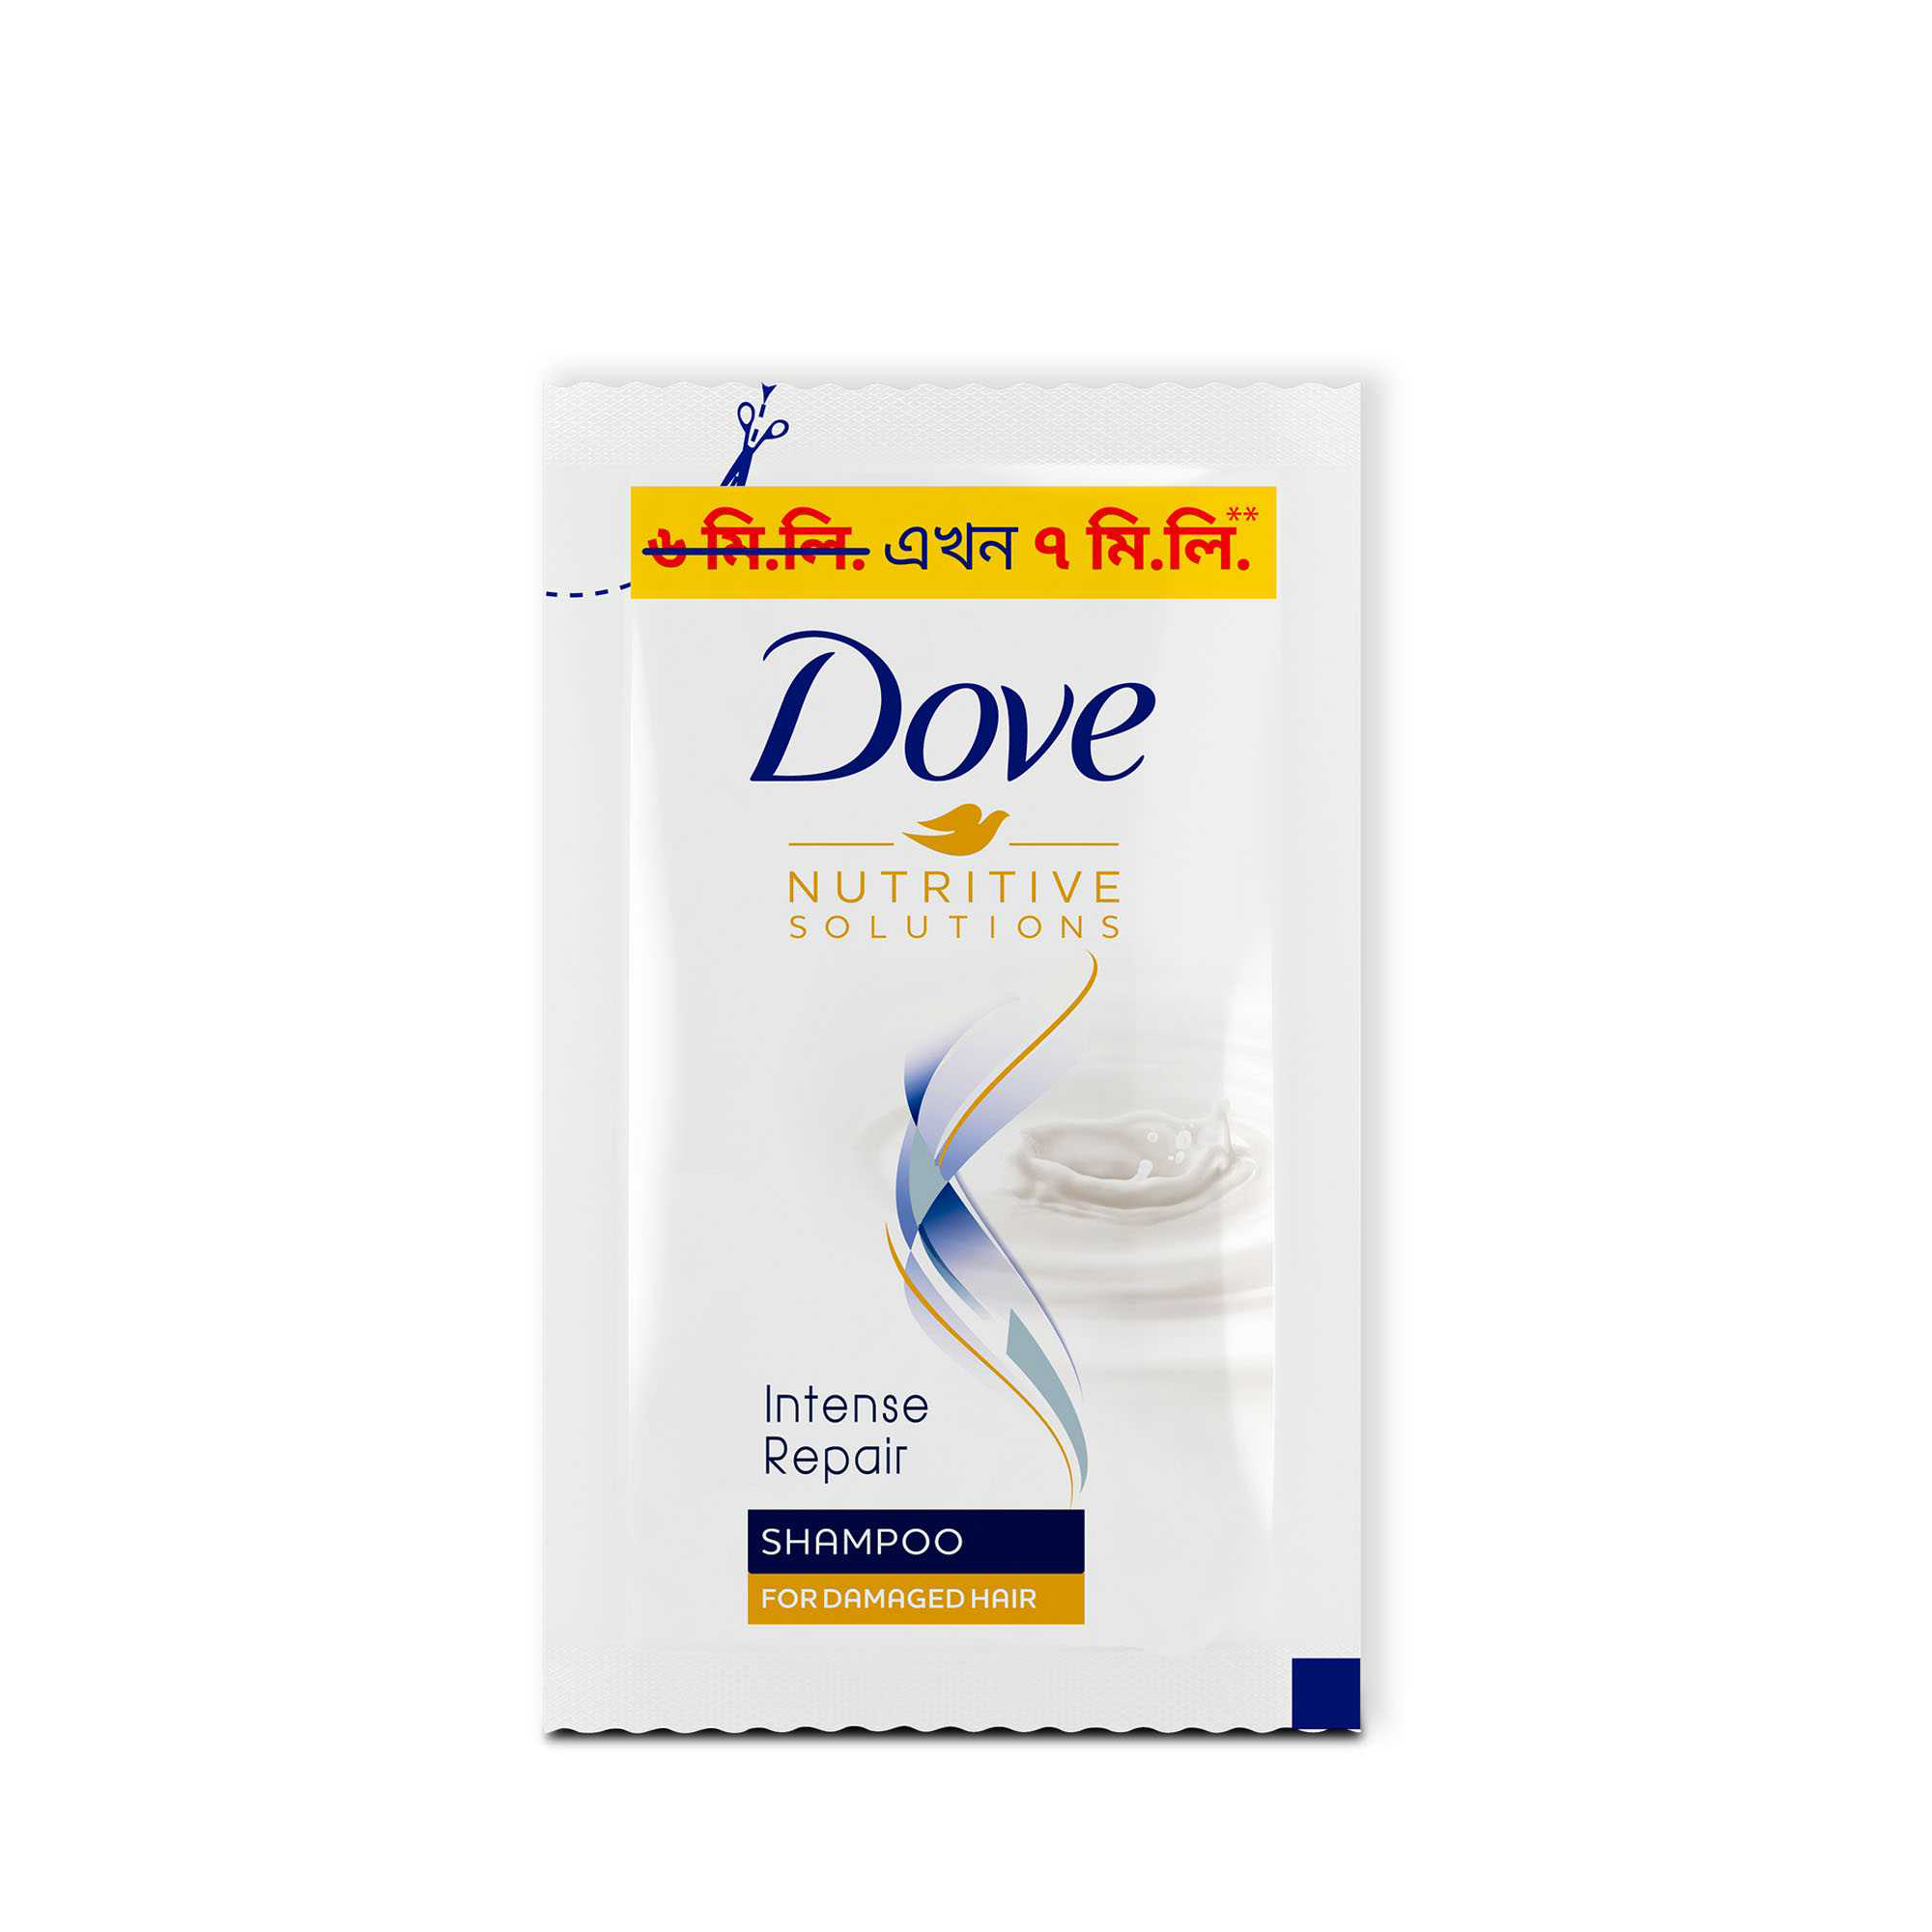 ৬ মি.লি. এখন ৭ মি.লি.**
Dove
NUTRITIVE
SOLUTIONS
Intense
Repair
SHAMPOO
FOR DAMAGED HAIR